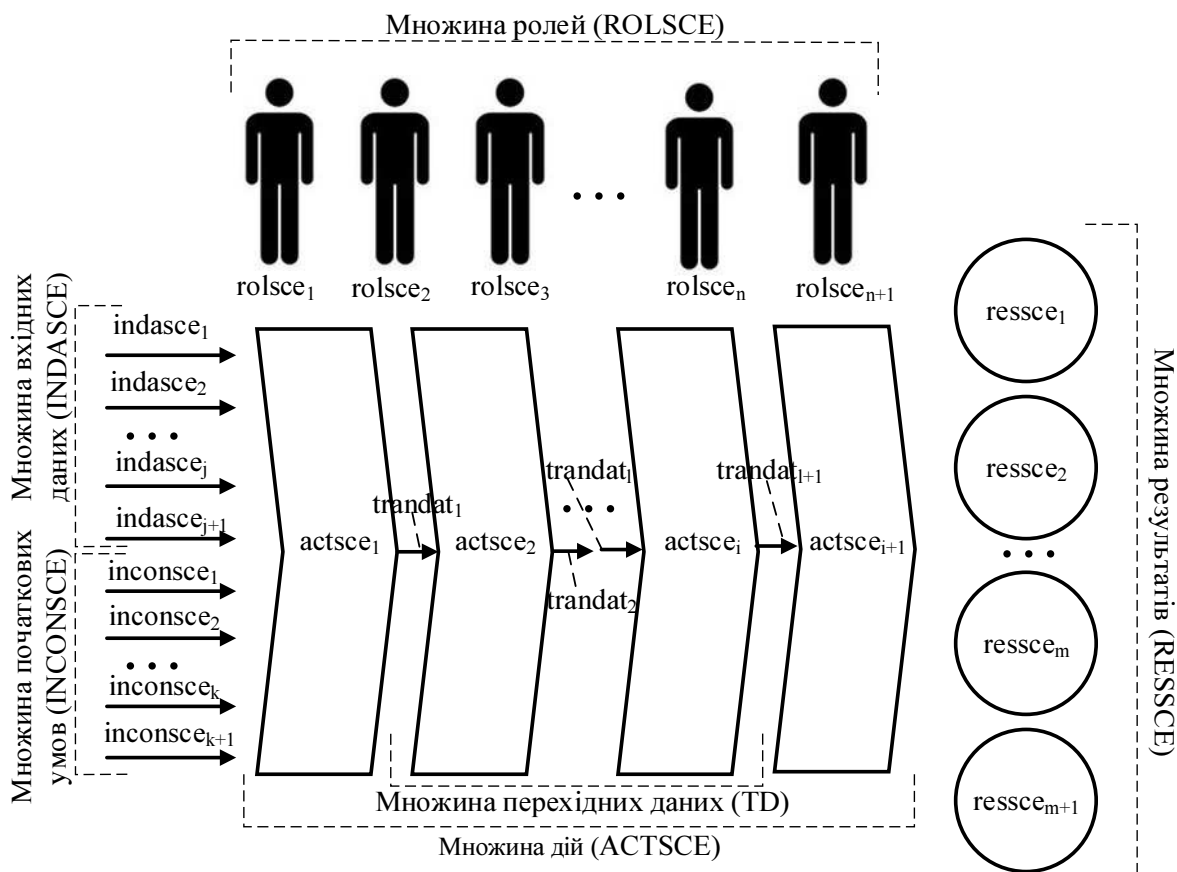 Множина ролей (ROLSCE)
rolsce1
rolsce2
rolsce3
rolscen
rolscen+1
Множина вхідних
даних (INDASCE)
indasce1
indasce2
indascej
indascej+1
Множина початкових
умов (INCONSCE)
inconsce1
inconsce2
inconscek
inconscek+1
actsce1
trandat1
actsce2
trandat2
trandatl
actscei
trandatl+1
actscei+1
Множина перехідних даних (TD)
Множина дій (ACTSCE)
ressce1
ressce2
resscem
resscem+1
Множина результатів (RESSCE)